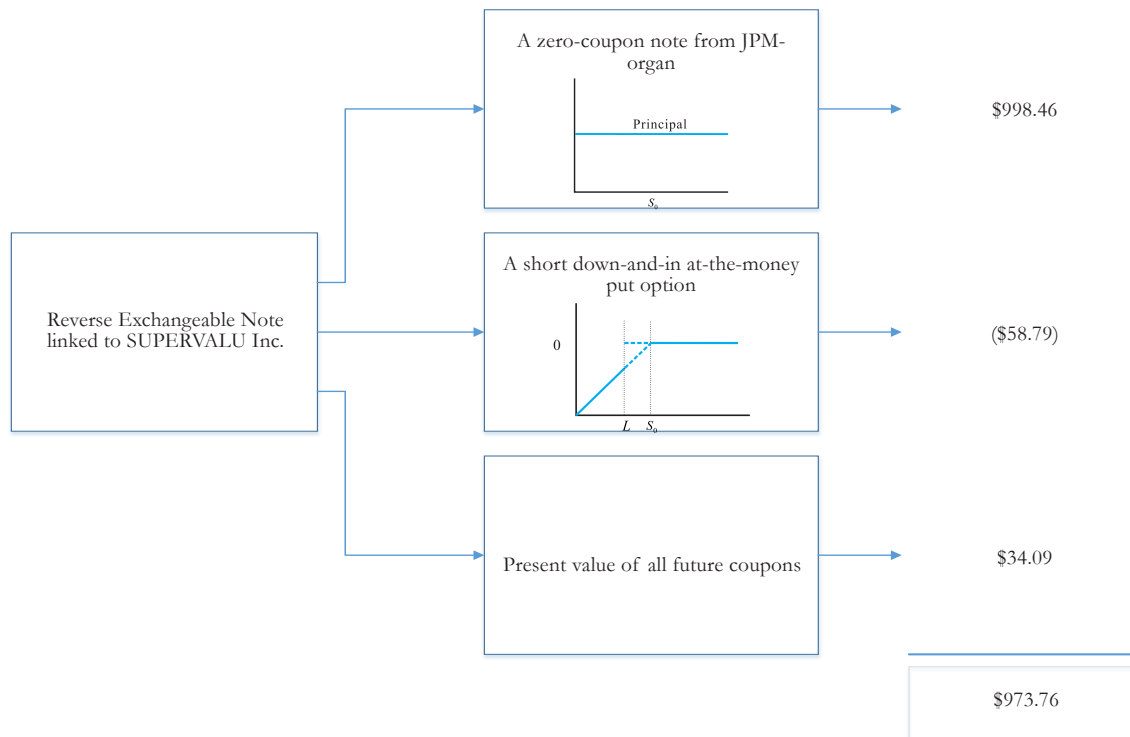 A zero-coupon note from JPM-
organ
Principal
S₀
$998.46
Reverse Exchangeable Note
linked to SUPERVALU Inc.
A short down-and-in at-the-money
put option
0
L S₀
($58.79)
Present value of all future coupons
$34.09
$973.76